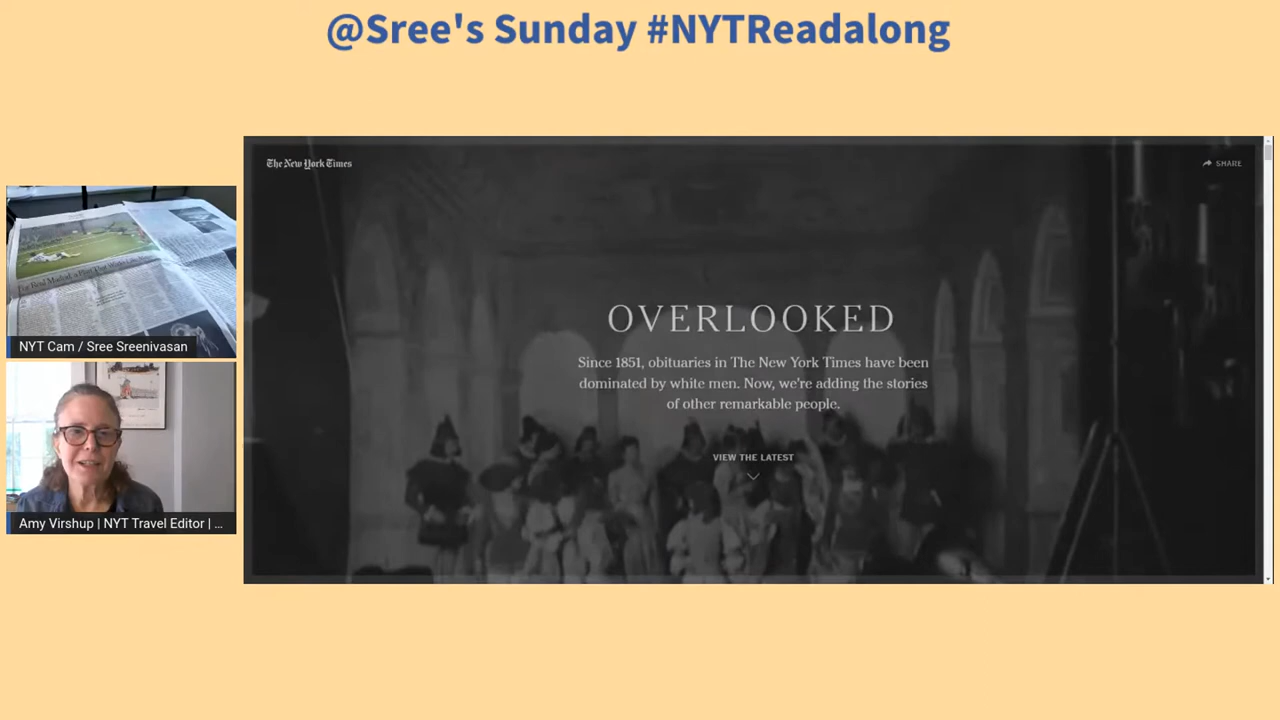 @Sree's Sunday #NYTReadalong
The New York Times
SHARE
OVERLOOKED
Since 1851, obituaries in The New York Times have been
dominated by white men. Now, we're adding the stories
of other remarkable people.
VIEW THE LATEST
NYT Cam / Sree Sreenivasan
Amy Virshup | NYT Travel Editor | ...